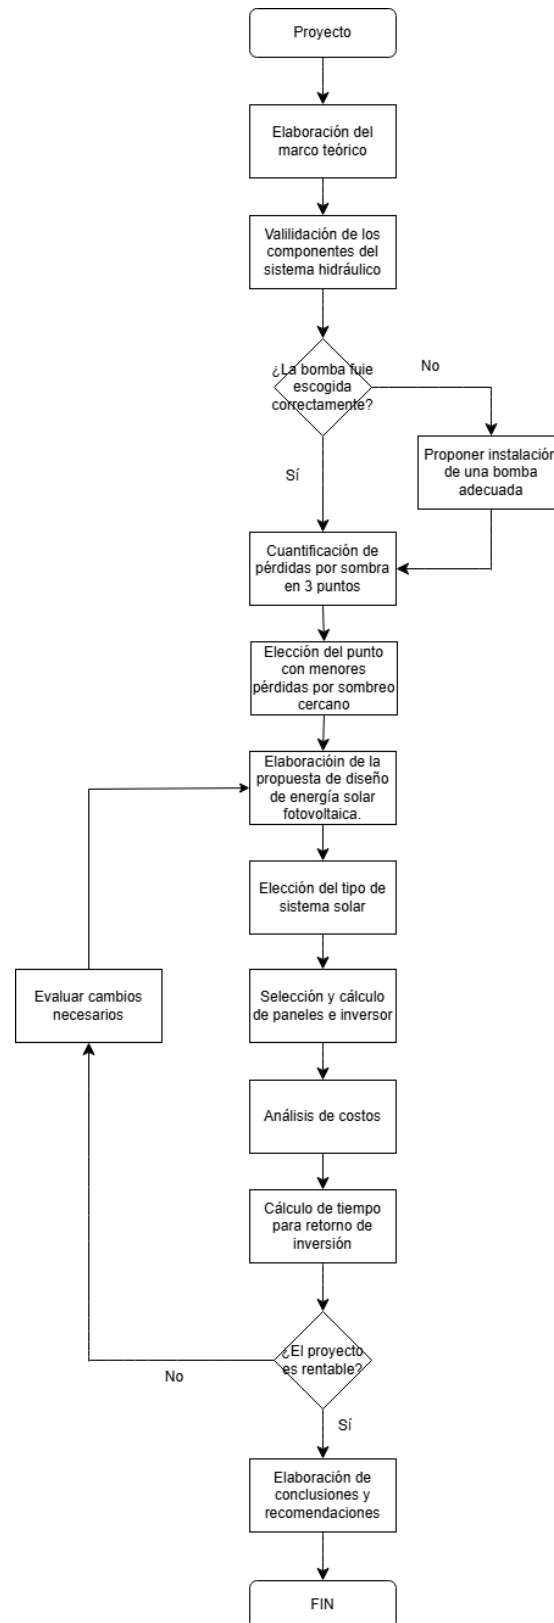 Proyecto
Elaboración del
marco teórico
Valilidación de los
componentes del
sistema hidráulico
¿La bomba fuie
escogida
correctamente?
No
Proponer instalación
de una bomba
adecuada
Sí
Cuantificación de
pérdidas por sombra
en 3 puntos
Elección del punto
con menores
pérdidas por sombreo
cercano
Elaboracióin de la
propuesta de diseño
de energía solar
fotovoltaica.
Elección del tipo de
sistema solar
Evaluar cambios
necesarios
Selección y cálculo
de paneles e inversor
Análisis de costos
Cálculo de tiempo
para retorno de
inversión
¿El proyecto
es rentable?
No
Sí
Elaboración de
conclusiones y
recomendaciones
FIN